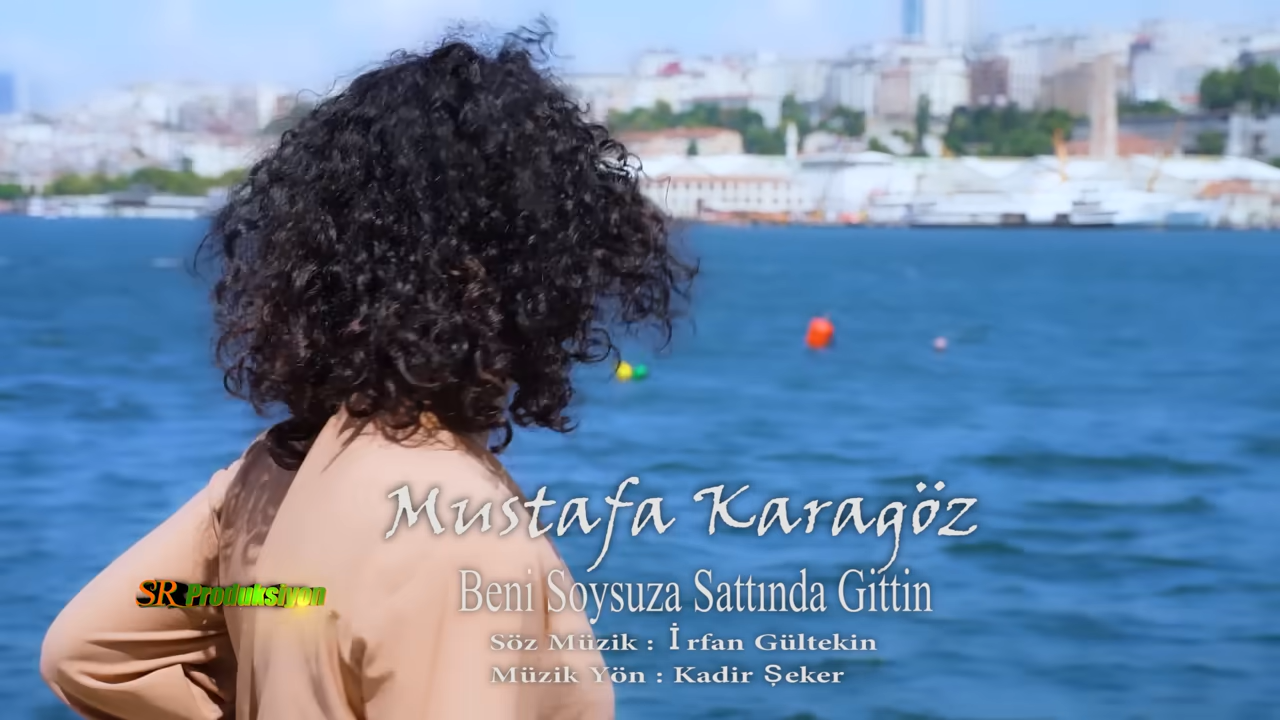 Mustafa Karagöz
Beni Soysuza Sattında Gittin
SR Produksiyon
Söz Müzik : İrfan Gültekin
Müzik Yön : Kadir Şeker